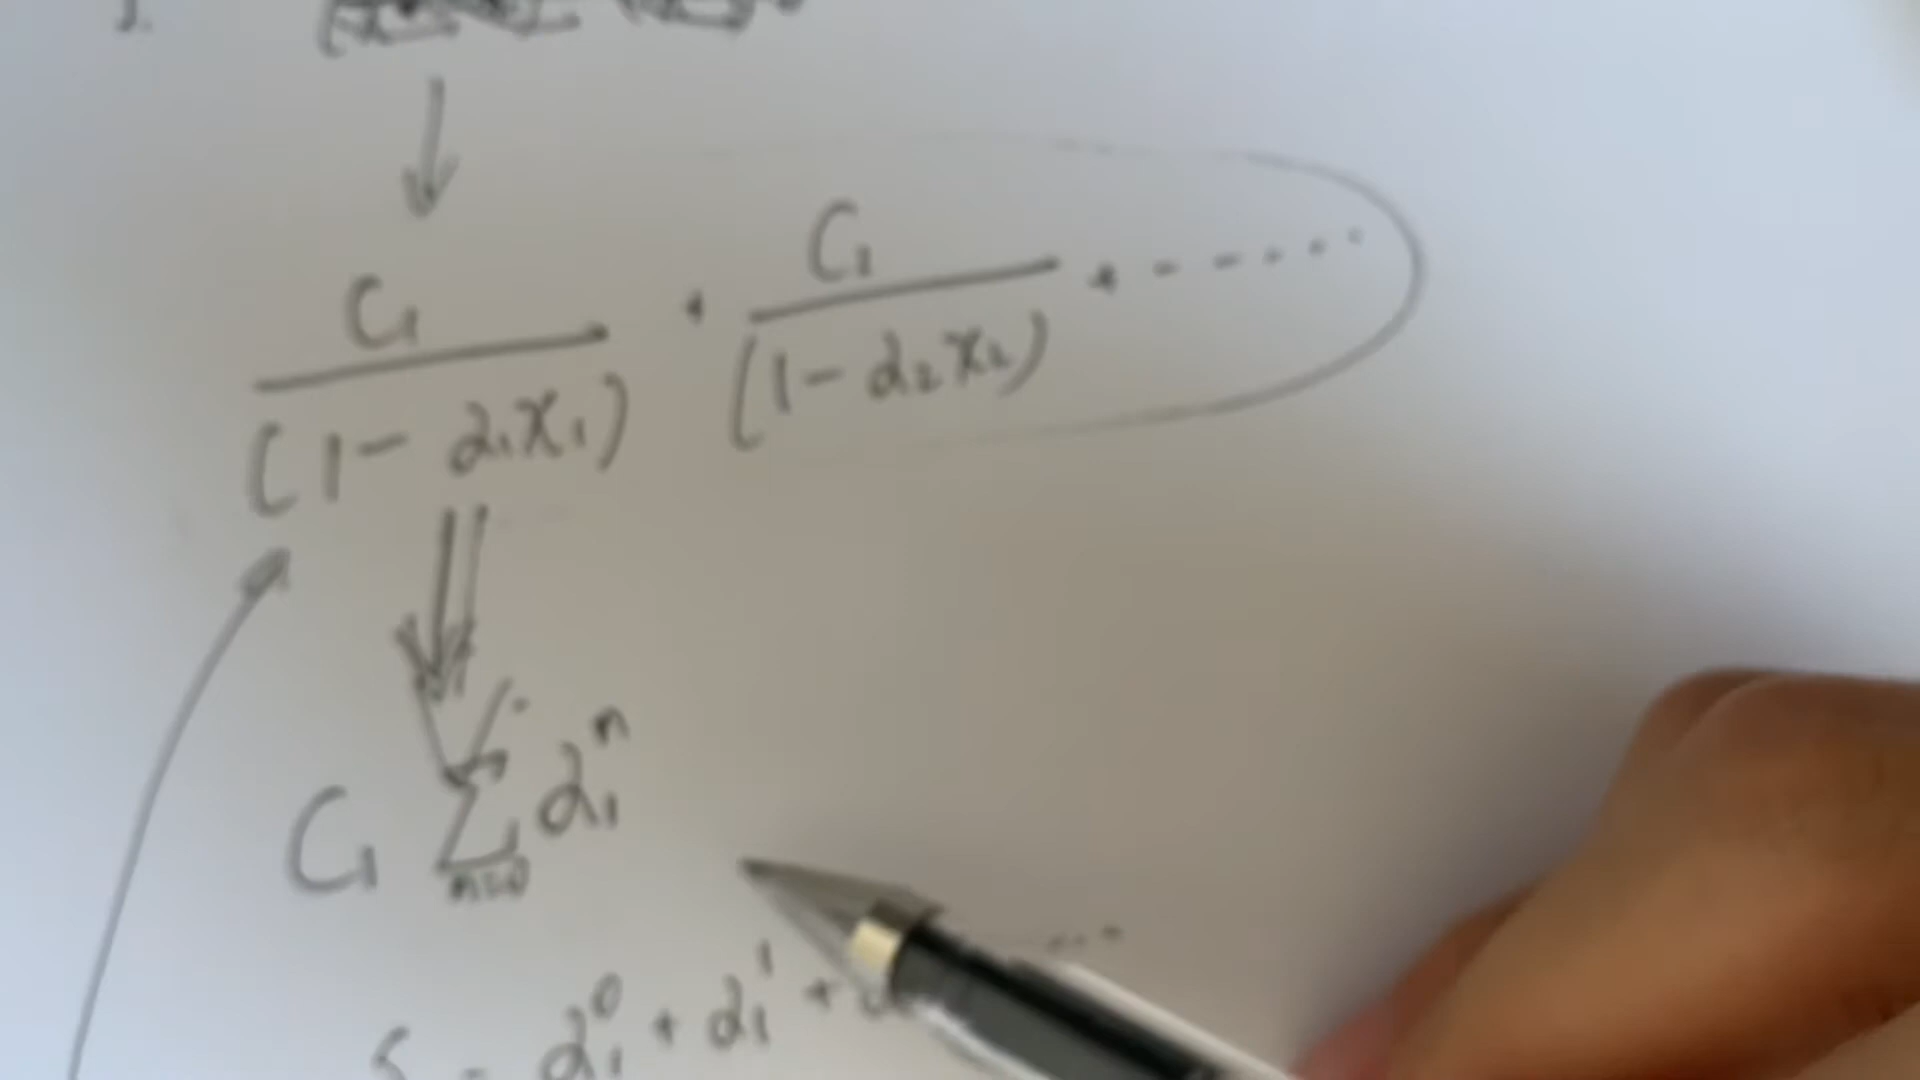 C₁ / (1 - α₁x₁) + C₁ / (1 - α₂x₂) + ------
C₁ ∑ n=0 α₁ⁿ
S = α₁⁰ + α₁¹ + ...